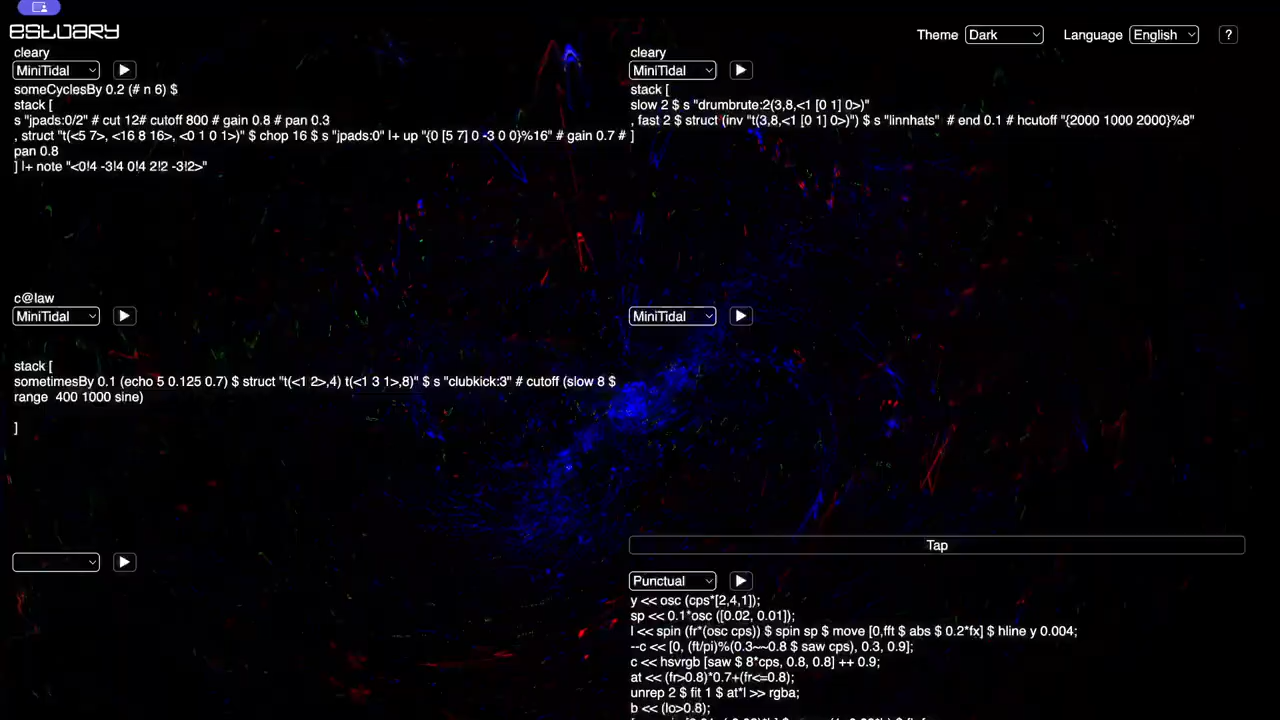 ESTUARY
Theme Dark Language English ?
cleary
MiniTidal
someCyclesBy 0.2 (# n 6) $
stack [
s "jpads:0/2" # cut 12# cutoff 800 # gain 0.8 # pan 0.3
, struct "t(<5 7>, <16 8 16>, <0 1 0 1>)" $ chop 16 $ s "jpads:0" |+ up "{0 [5 7] 0 -3 0 0}%16" # gain 0.7 #
pan 0.8
] |+ note "<0!4 -3!4 0!4 2!2 -3!2>"
cleary
MiniTidal
stack [
slow 2 $ s "drumbrute:2(3,8,<1 [0 1] 0>)"
, fast 2 $ struct (inv "t(3,8,<1 [0 1] 0>)") $ s "linnhats"  # end 0.1 # hcutoff "{2000 1000 2000}%8"
]
c@law
MiniTidal
stack [
sometimesBy 0.1 (echo 5 0.125 0.7) $ struct "t(<1 2>,4) t(<1 3 1>,8)" $ s "clubkick:3" # cutoff (slow 8 $
range  400 1000 sine)
]
MiniTidal
Tap
Punctual
y << osc (cps*[2,4,1]);
sp << 0.1*osc ([0.02, 0.01]);
l << spin (fr*(osc cps)) $ spin sp $ move [0,fft $ abs $ 0.2*fx] $ hline y 0.004;
--c << [0, (ft/pi)%(0.3~~0.8 $ saw cps), 0.3, 0.9];
c << hsvrgb [saw $ 8*cps, 0.8, 0.8] ++ 0.9;
at << (fr>0.8)*0.7+(fr<=0.8);
unrep 2 $ fit 1 $ at*l >> rgba;
b << (lo>0.8);